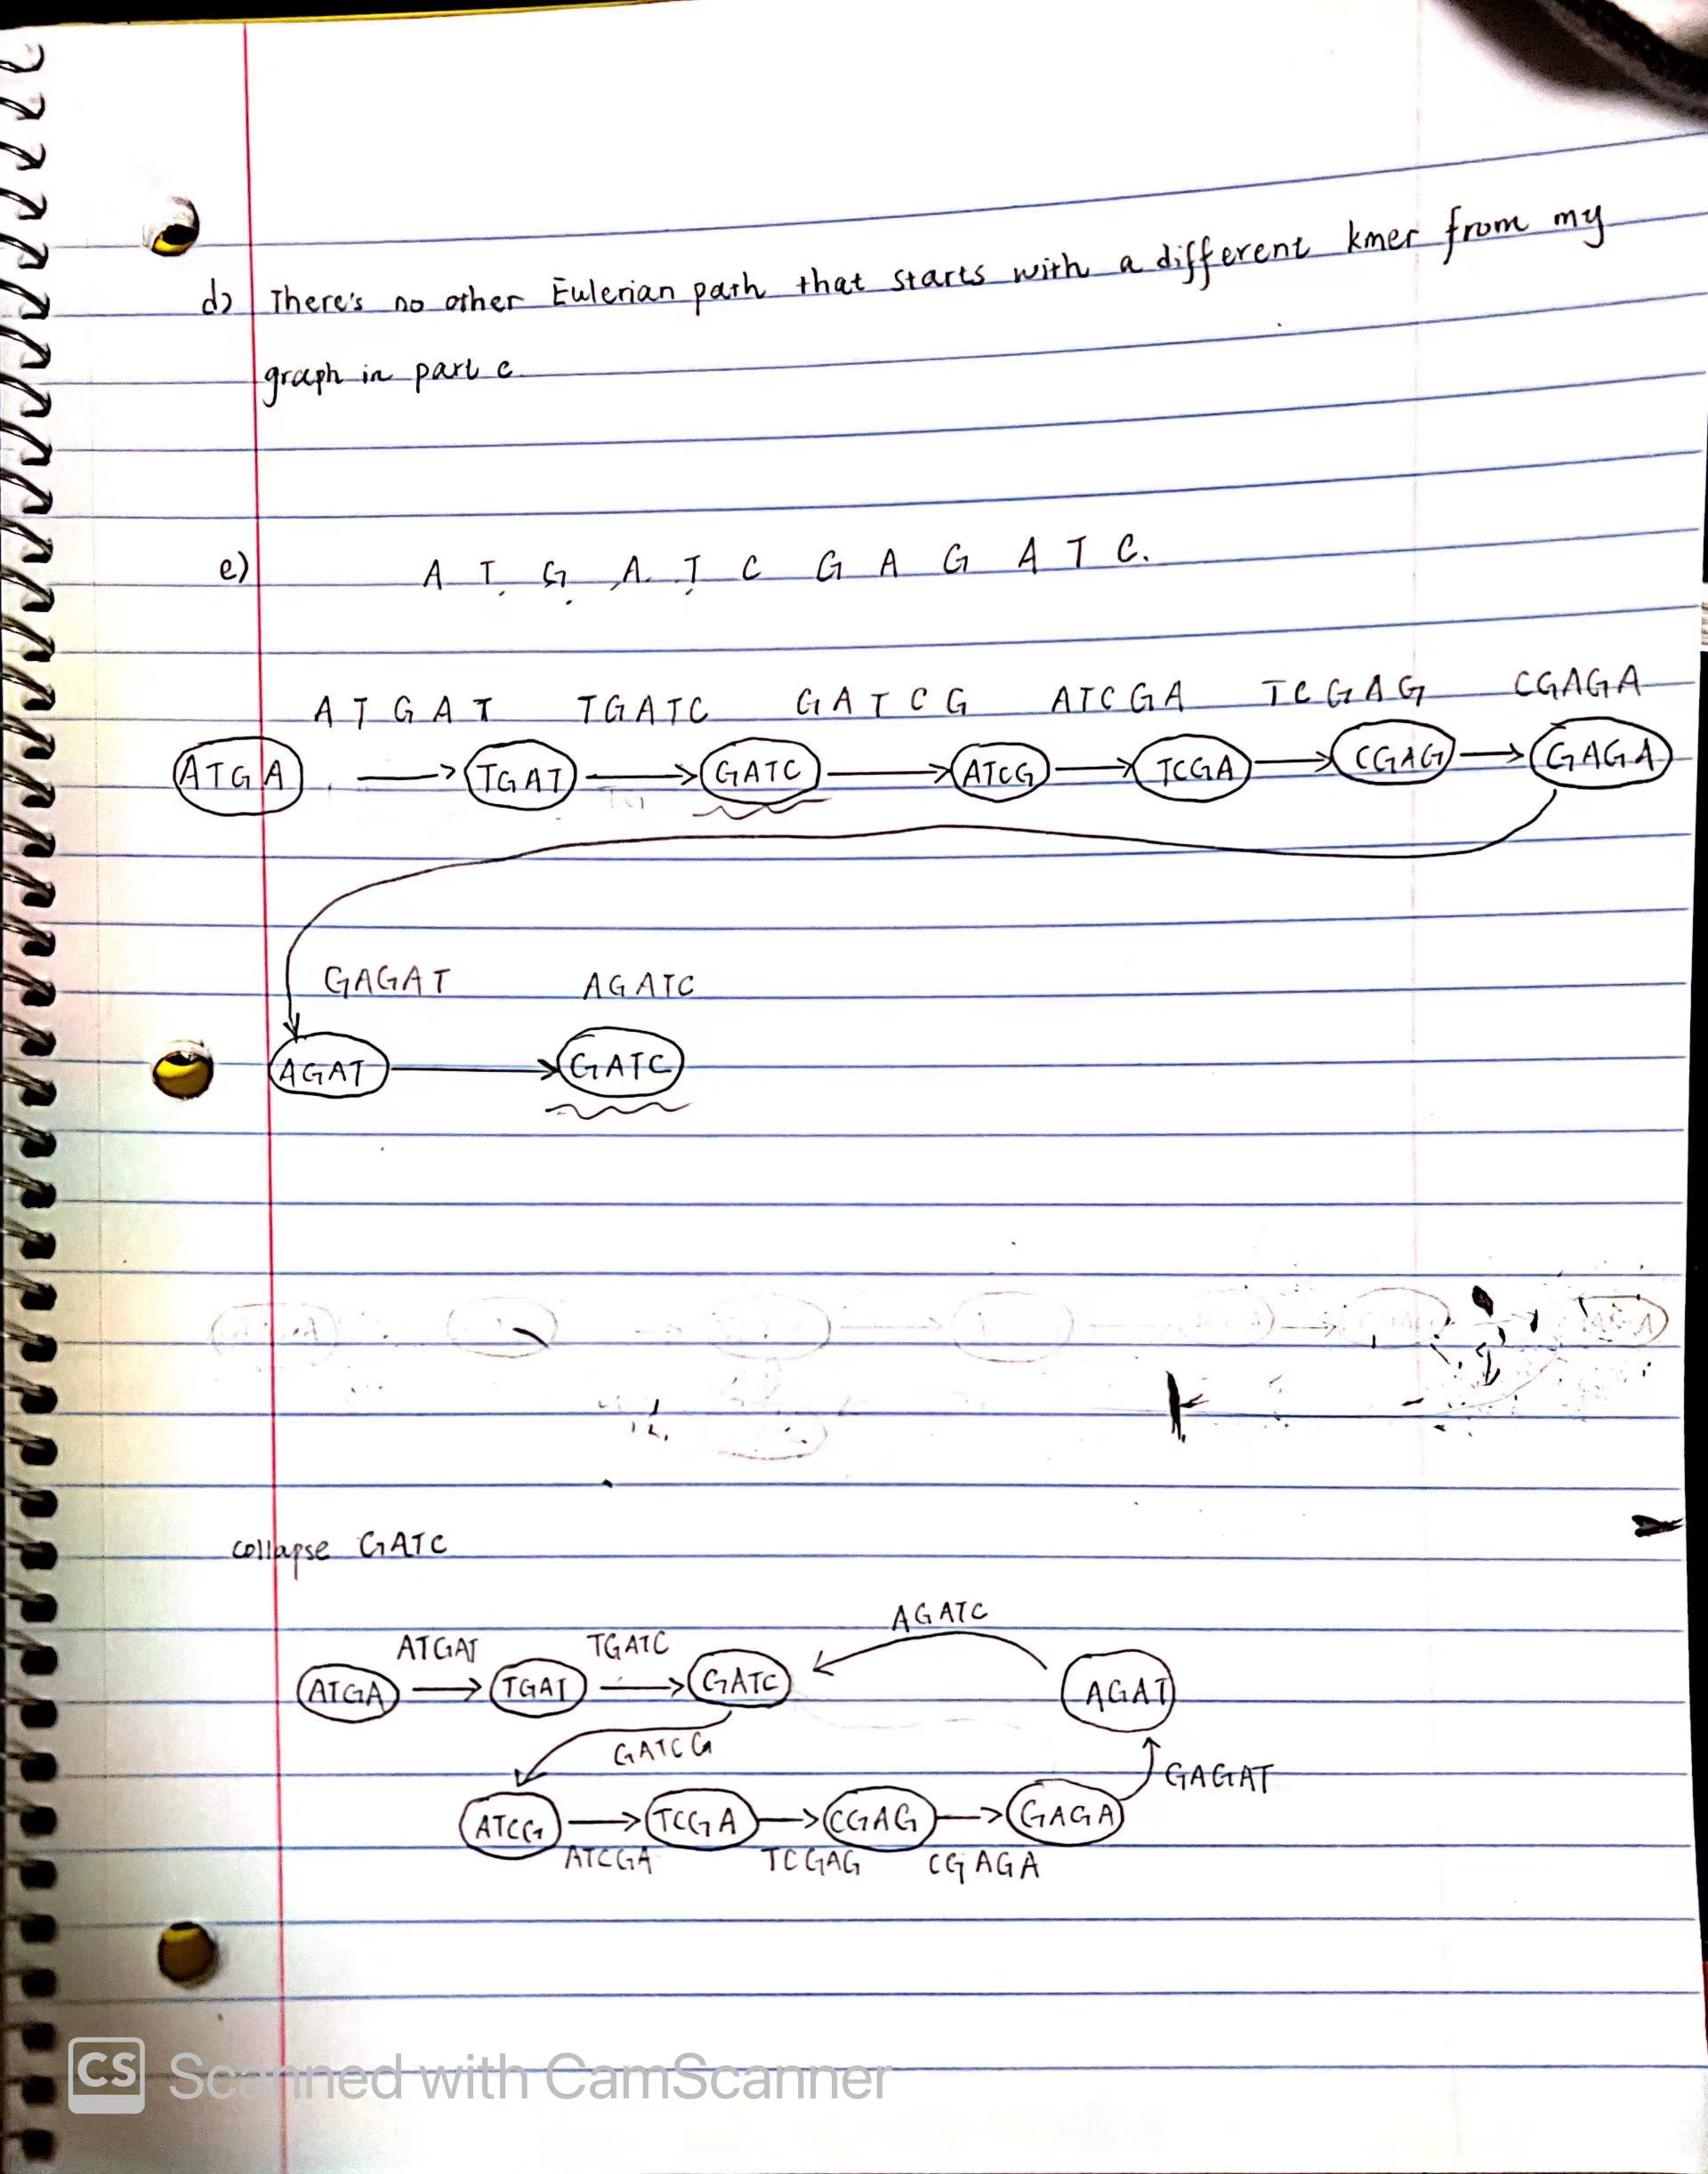 d) There's no other Eulerian path that starts with a different kmer from my
graph in part c.
e) A T G A T C G A G A T C.
ATGAT TGATC GATCG ATCGA TCGAG CGAGA
ATGA TGAT GATC ATCG TCGA CGAG GAGA
GAGAT AGATC
AGAT GATC
collapse GATC
AGATC
ATGAT TGATC
ATGA TGAT GATC AGAT
GATCG
GAGAT
ATCG TCGA CGAG GAGA
ATCGA TCGAG CGAGA
CS Scanned with CamScanner